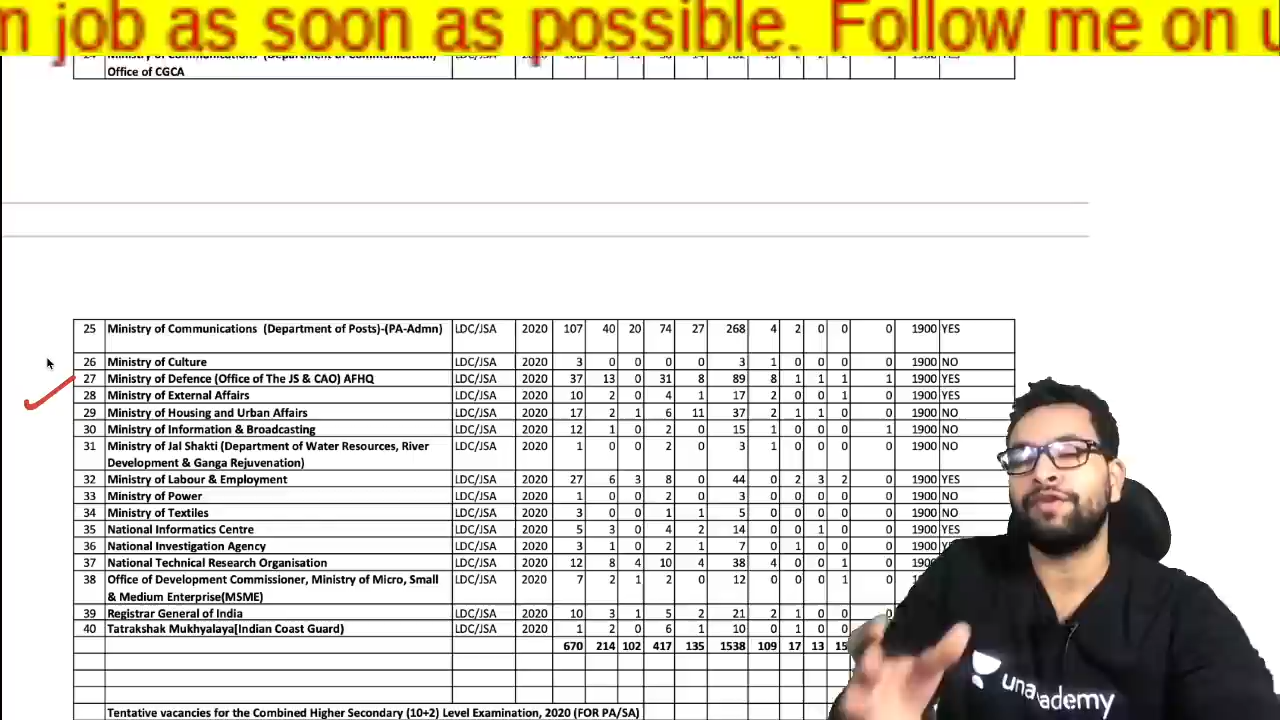 n job as soon as possible. Follow me on u
Office of CGCA
25 Ministry of Communications (Department of Posts)-(PA-Admn) LDC/JSA 2020 107 40 20 74 27 268 4 2 0 0 0 1900 YES
26 Ministry of Culture LDC/JSA 2020 3 0 0 0 0 3 1 0 0 0 0 1900 NO
27 Ministry of Defence (Office of The JS & CAO) AFHQ LDC/JSA 2020 37 13 0 31 8 89 8 1 1 1 1 1900 YES
28 Ministry of External Affairs LDC/JSA 2020 10 2 0 4 1 17 2 0 0 1 0 1900 YES
29 Ministry of Housing and Urban Affairs LDC/JSA 2020 17 2 1 6 11 37 2 1 1 0 0 1900 NO
30 Ministry of Information & Broadcasting LDC/JSA 2020 12 1 0 2 0 15 1 0 0 0 1 1900 NO
31 Ministry of Jal Shakti (Department of Water Resources, River LDC/JSA 2020 1 0 0 2 0 3 1 0 0 0 0 1900 NO
Development & Ganga Rejuvenation)
32 Ministry of Labour & Employment LDC/JSA 2020 27 6 3 8 0 44 0 2 3 2 0 1900 YES
33 Ministry of Power LDC/JSA 2020 1 0 0 2 0 3 0 0 0 0 0 1900 NO
34 Ministry of Textiles LDC/JSA 2020 3 0 0 1 1 5 0 0 0 0 0 1900 NO
35 National Informatics Centre LDC/JSA 2020 5 3 0 4 2 14 0 0 1 0 0 1900 YES
36 National Investigation Agency LDC/JSA 2020 3 1 0 2 1 7 0 1 0 0 0 1900
37 National Technical Research Organisation LDC/JSA 2020 12 8 4 10 4 38 4 0 0 1 0
38 Office of Development Commissioner, Ministry of Micro, Small LDC/JSA 2020 7 2 1 2 0 12 0 0 0 1 0
& Medium Enterprise(MSME)
39 Registrar General of India LDC/JSA 2020 10 3 1 5 2 21 2 1 0 0 0
40 Tatrakshak Mukhyalaya[Indian Coast Guard) LDC/JSA 2020 1 2 0 6 1 10 0 1 0 0
670 214 102 417 135 1538 109 17 13 15
Tentative vacancies for the Combined Higher Secondary (10+2) Level Examination, 2020 (FOR PA/SA)
unacademy